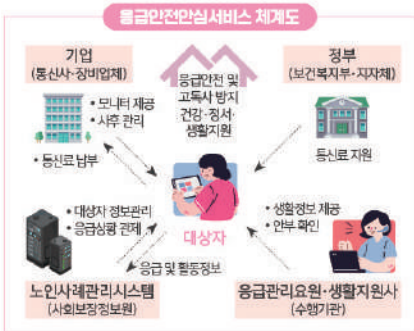 응급안전안심서비스 체계도
기업
(통신사·장비업체)
• 모니터 제공
• 사후 관리
• 통신료 납부
응급안전 및
고독사 방지
건강·정서·
생활지원
정부
(보건복지부·지자체)
통신료 지원
대상자
• 대상자 정보관리
• 응급상황 관제
• 생활정보 제공
• 안부 확인
응급 및 활동정보
노인사례관리시스템
(사회보장정보원)
응급관리요원·생활지원사
(수행기관)